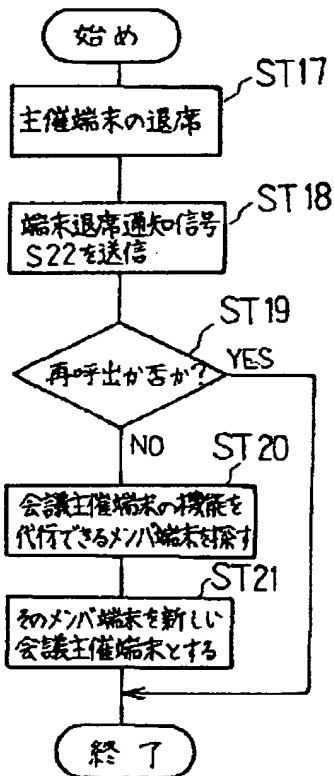 始め
ST17
主催端末の退席
ST18
端末退席通知信号
S22を送信
ST19
再呼出か否か?
YES
NO
ST20
会議主催端末の機能を
代行できるメンバ端末を探す
ST21
そのメンバ端末を新しい
会議主催端末とする
終了